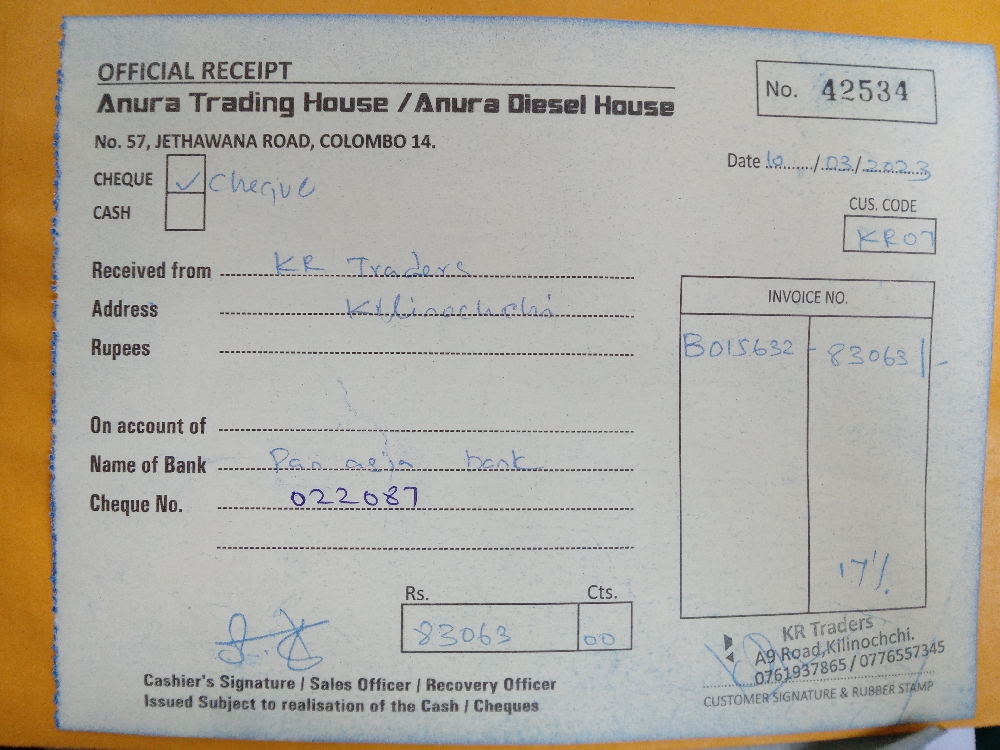 OFFICIAL RECEIPT
Anura Trading House / Anura Diesel House
No. 57, JETHAWANA ROAD, COLOMBO 14.
No. 42534
Date 10/03/2023
CHEQUE ✓ Cheque
CASH
CUS. CODE
KR07
Received from KR Traders
Address Kilinochchi
Rupees
On account of
Name of Bank Pan asia bank
Cheque No. 022087
INVOICE NO.
B015632 - 83063/-
17%
Rs. Cts.
83063 00
Cashier's Signature / Sales Officer / Recovery Officer
Issued Subject to realisation of the Cash / Cheques
KR Traders
A9 Road,Kilinochchi.
0761937865 / 0776557345
CUSTOMER SIGNATURE & RUBBER STAMP